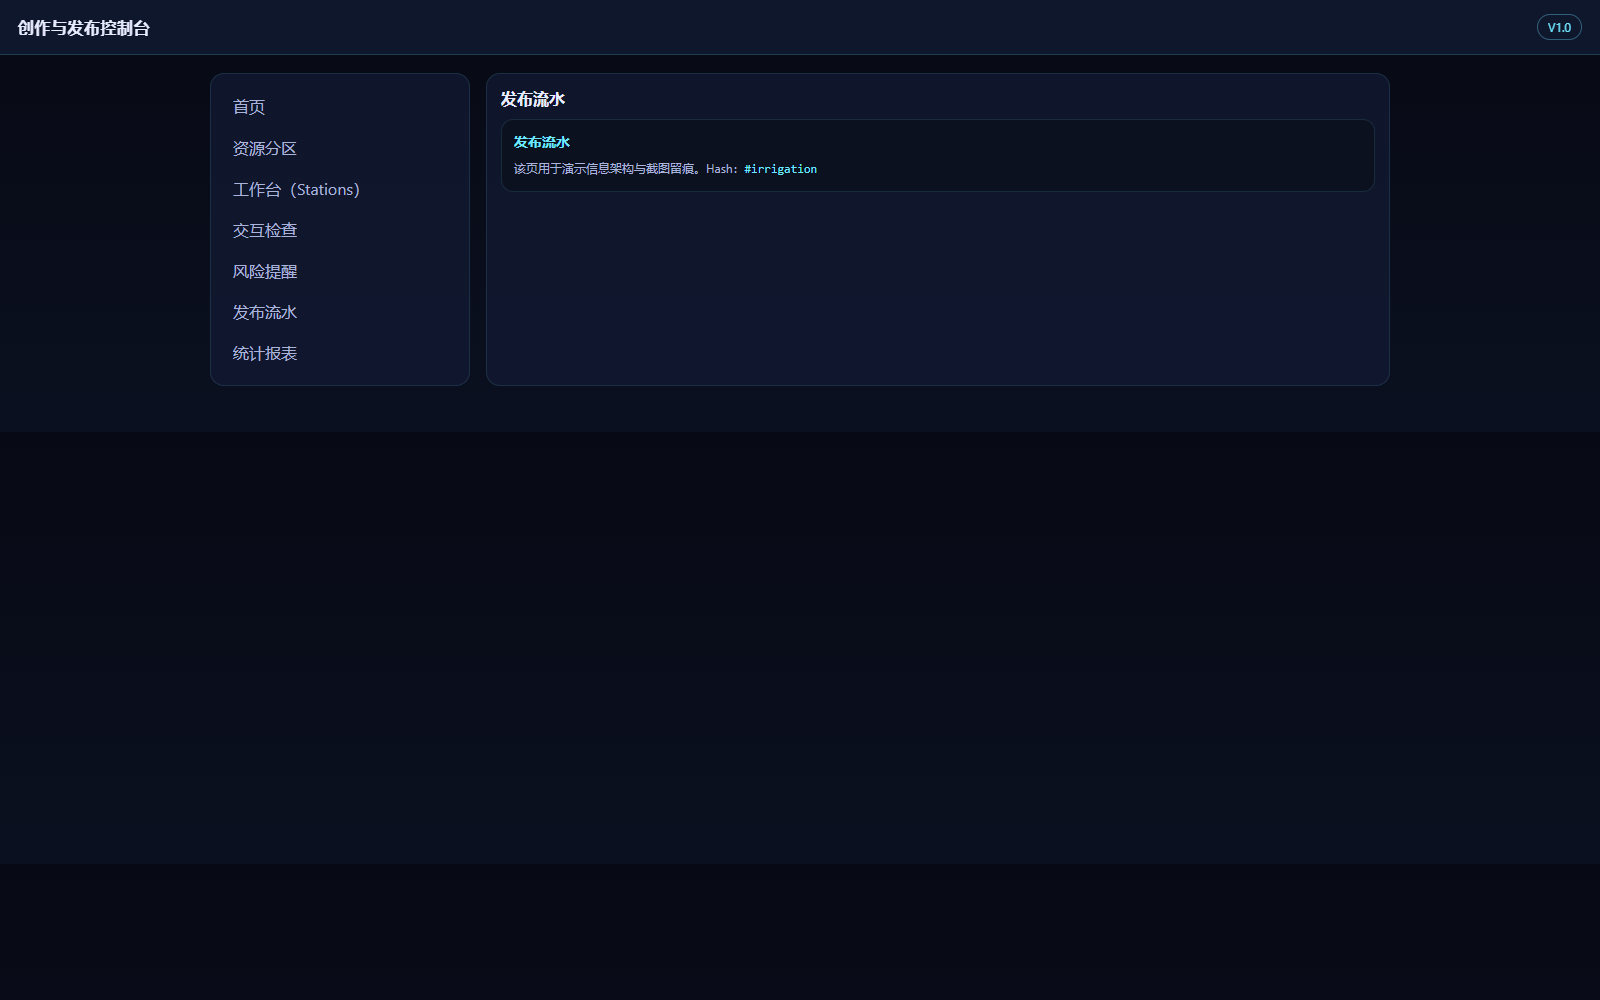 创作与发布控制台
V1.0
首页
资源分区
工作台（Stations）
交互检查
风险提醒
发布流水
统计报表
发布流水
发布流水
该页用于演示信息架构与截图留痕。Hash: #irrigation